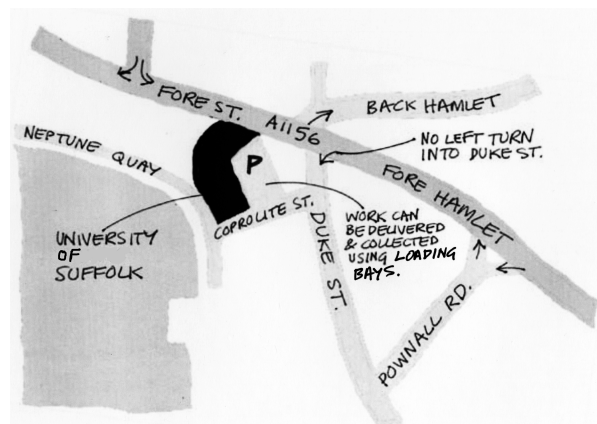 FORE ST. A1156
BACK HAMLET
NEPTUNE QUAY
P
NO LEFT TURN
INTO DUKE ST.
FORE HAMLET
COPROLITE ST.
UNIVERSITY
OF
SUFFOLK
DUKE ST.
WORK CAN
BE DELIVERED
& COLLECTED
USING LOADING
BAYS.
POWNALL RD.